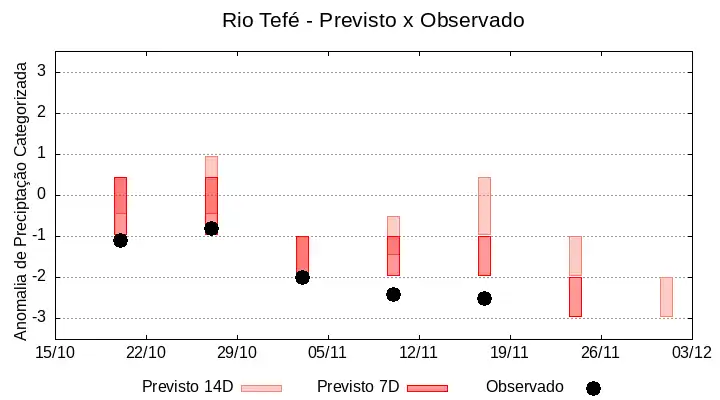 Rio Tefé - Previsto x Observado
Anomalia de Preciptação Categorizada
3
2
1
0
-1
-2
-3
15/10 22/10 29/10 05/11 12/11 19/11 26/11 03/12
Previsto 14D Previsto 7D Observado